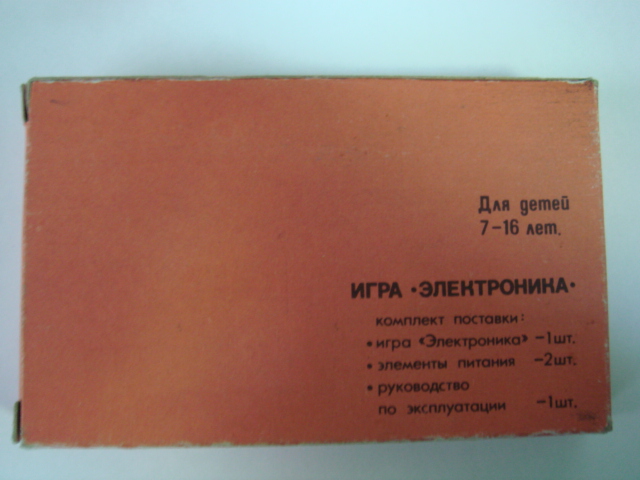 Для детей
7-16 лет.
ИГРА •ЭЛЕКТРОНИКА•
комплект поставки:
• игра «Электроника» -1шт.
• элементы питания -2шт.
• руководство
по эксплуатации -1шт.